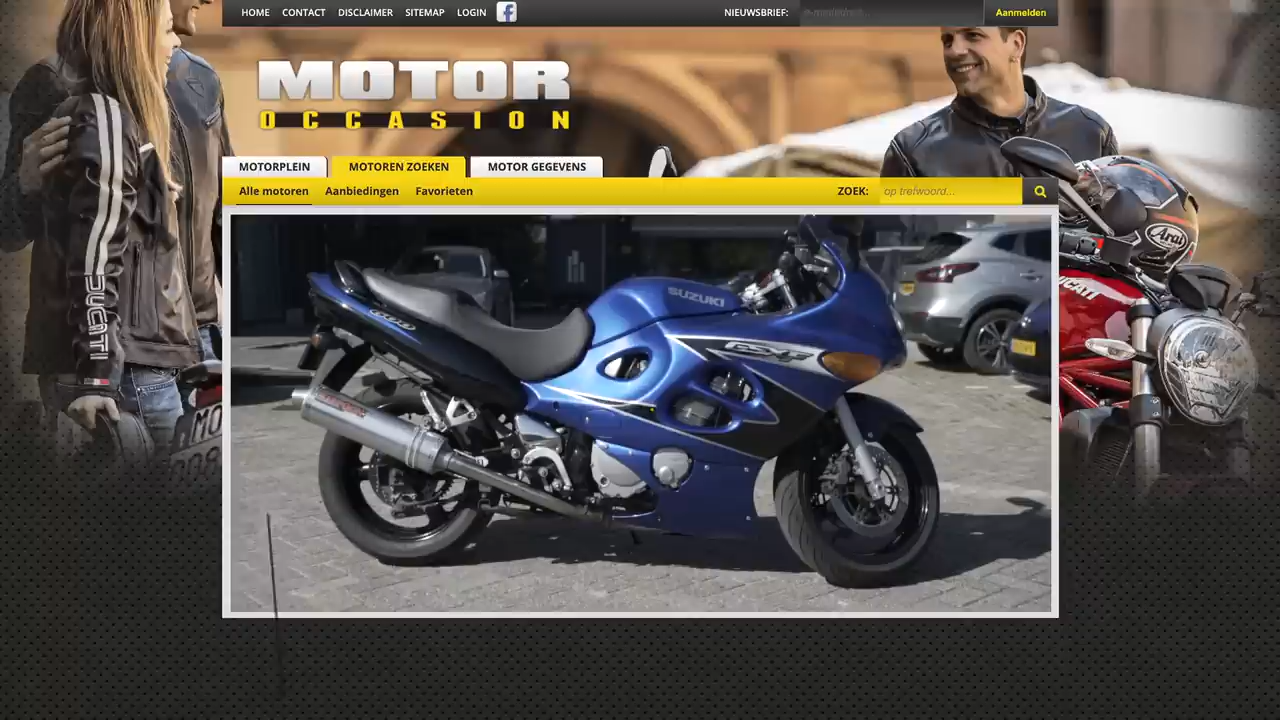 HOME CONTACT DISCLAIMER SITEMAP LOGIN NIEUWSBRIEF: Aanmelden
MOTOR
OCCASION
MOTORPLEIN MOTOREN ZOEKEN MOTOR GEGEVENS
Alle motoren Aanbiedingen Favorieten ZOEK: op trefwoord...
DUCATI
Arai
DUCATI
SUZUKI
600
GSX-F